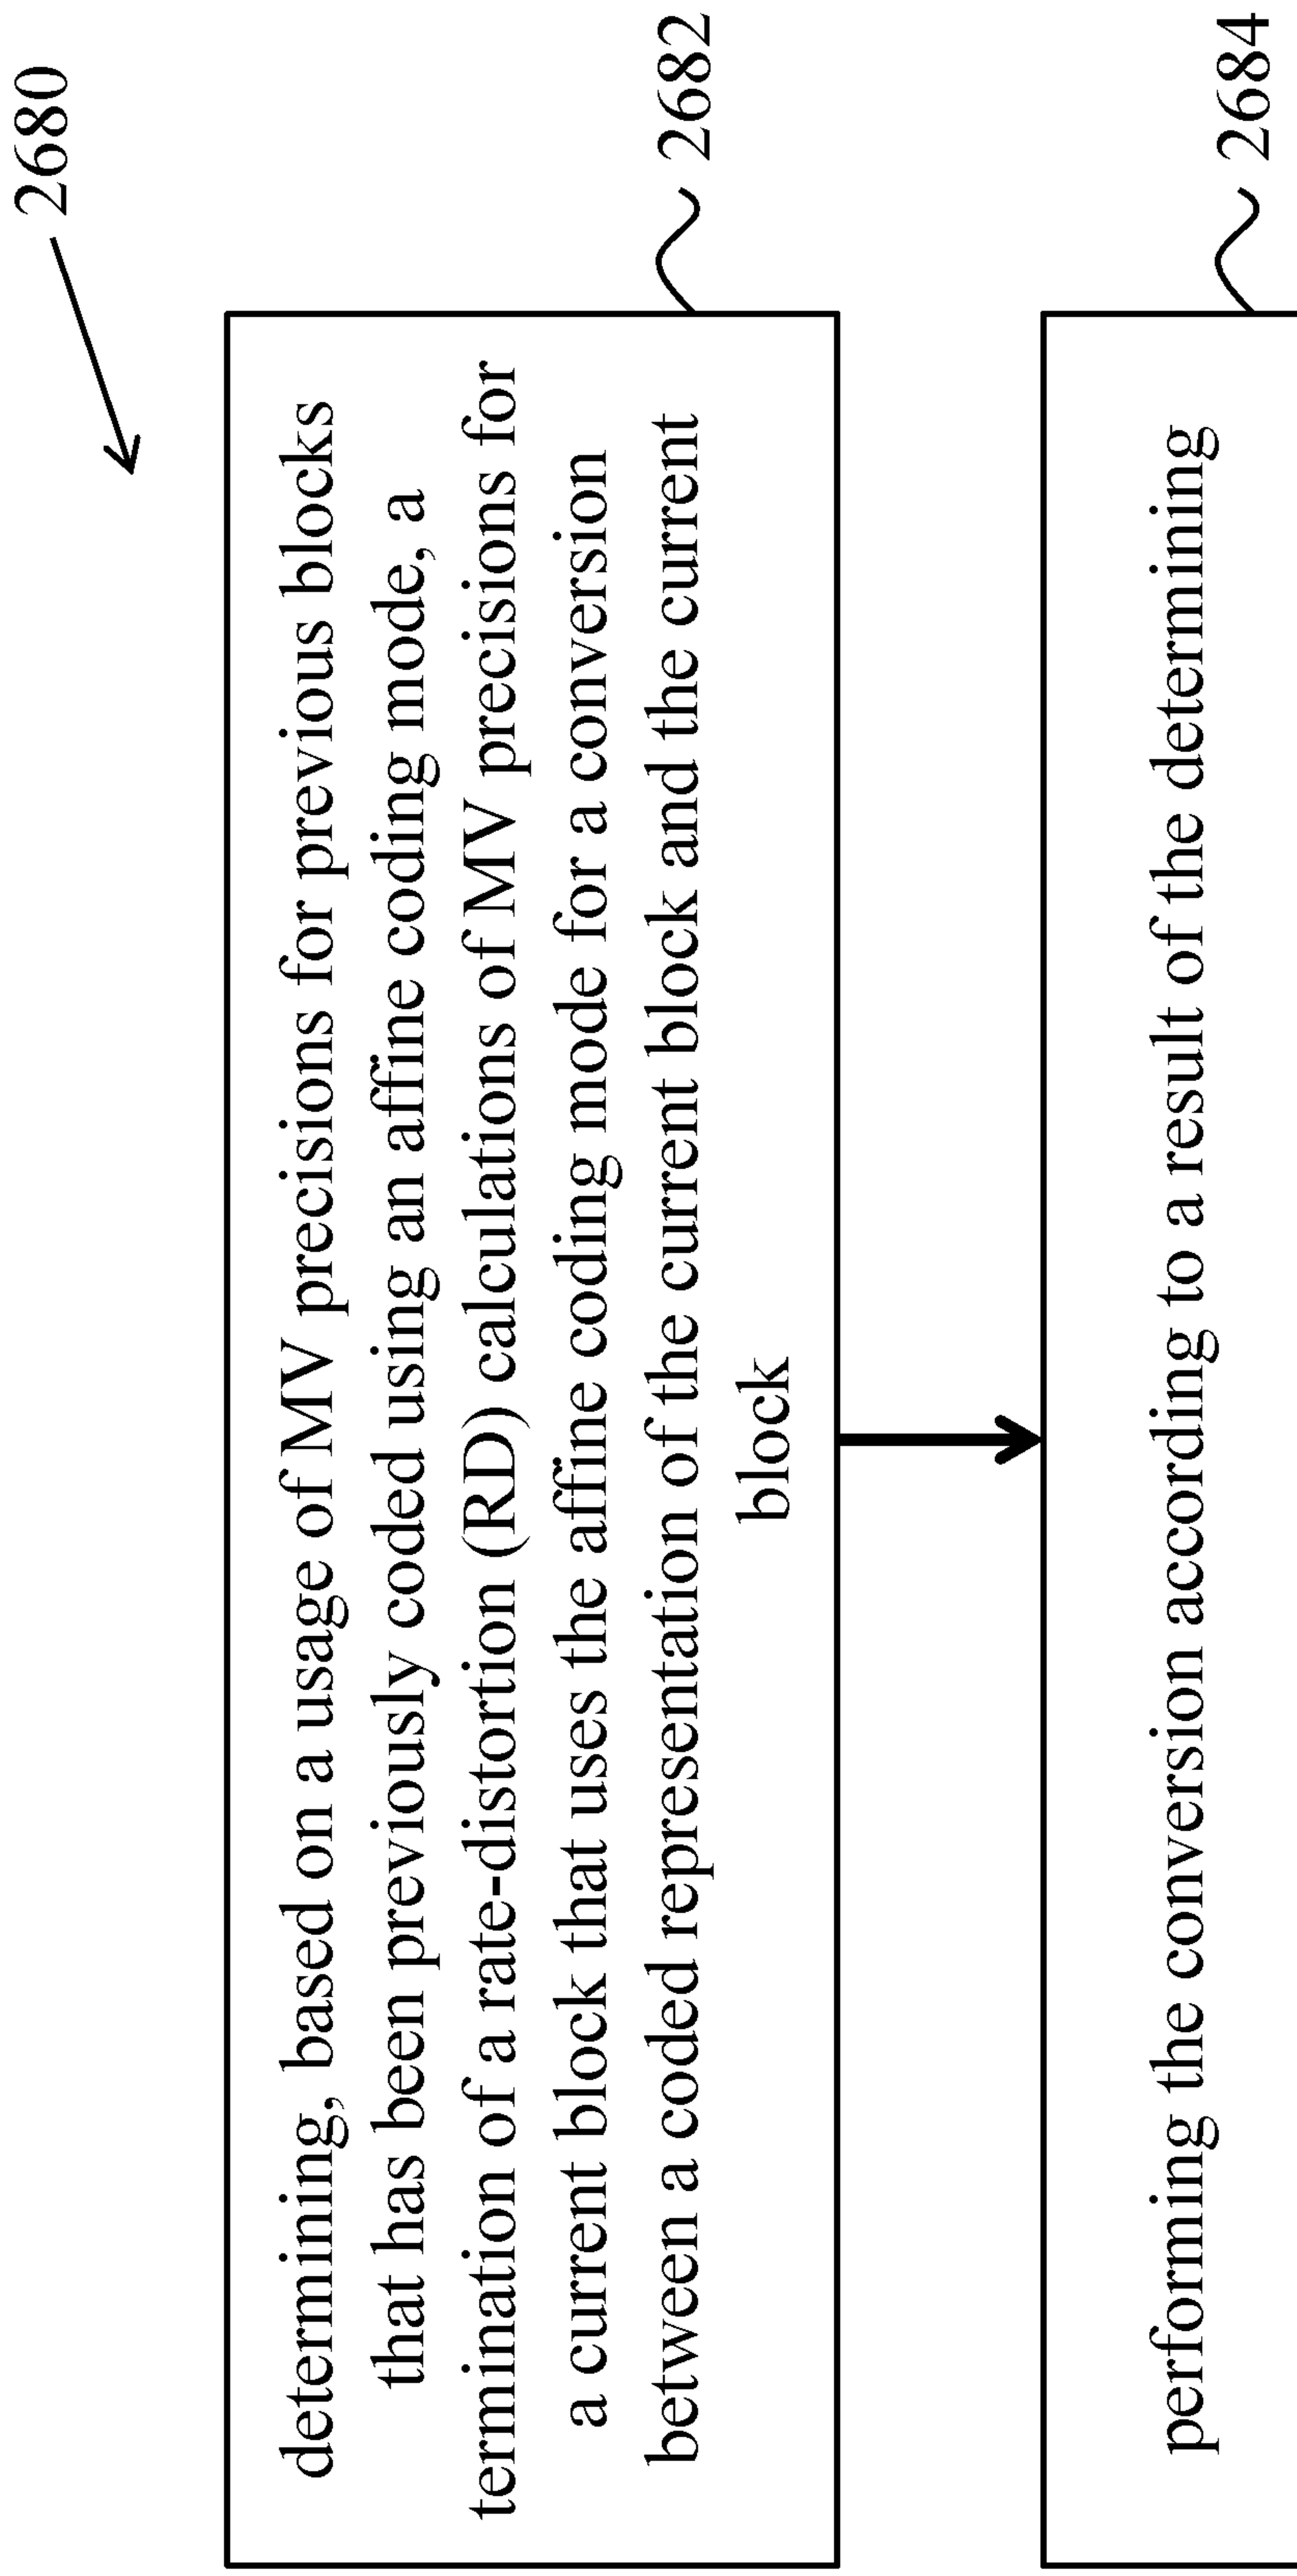 2680
determining, based on a usage of MV precisions for previous blocks
that has been previously coded using an affine coding mode, a
termination of a rate-distortion (RD) calculations of MV precisions for
a current block that uses the affine coding mode for a conversion
between a coded representation of the current block and the current
block
2682
performing the conversion according to a result of the determining
2684